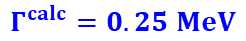 Γ^calc = 0.25 MeV